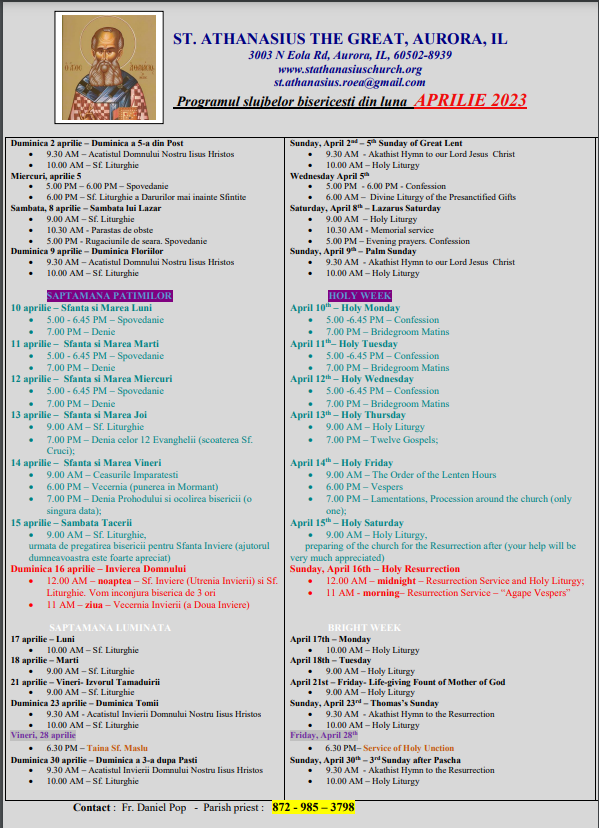 ST. ATHANASIUS THE GREAT, AURORA, IL
3003 N Eola Rd, Aurora, IL, 60502-8939
www.stathanasiuschurch.org
st.athanasius.roea@gmail.com
Programul slujbelor bisericesti din luna APRILIE 2023
Duminica 2 aprilie – Duminica a 5-a din Post
• 9.30 AM – Acatistul Domnului Nostru Iisus Hristos
• 10.00 AM – Sf. Liturghie
Miercuri, aprilie 5
• 5.00 PM – 6.00 PM – Spovedanie
• 6.00 PM – Sf. Liturghie a Darurilor mai inainte Sfintite
Sambata, 8 aprilie – Sambata lui Lazar
• 9.00 AM – Sf. Liturghie
• 10.30 AM - Parastas de obste
• 5.00 PM - Rugaciunile de seara. Spovedanie
Duminica 9 aprilie – Duminica Floriilor
• 9.30 AM – Acatistul Domnului Nostru Iisus Hristos
• 10.00 AM – Sf. Liturghie
SAPTAMANA PATIMILOR
10 aprilie – Sfanta si Marea Luni
• 5.00 - 6.45 PM – Spovedanie
• 7.00 PM – Denie
11 aprilie – Sfanta si Marea Marti
• 5.00 - 6.45 PM – Spovedanie
• 7.00 PM – Denie
12 aprilie – Sfanta si Marea Miercuri
• 5.00 - 6.45 PM – Spovedanie
• 7.00 PM – Denie
13 aprilie – Sfanta si Marea Joi
• 9.00 AM – Sf. Liturghie
• 7.00 PM – Denia celor 12 Evanghelii (scoaterea Sf.
Cruci);
14 aprilie – Sfanta si Marea Vineri
• 9.00 AM – Ceasurile Imparatesti
• 6.00 PM – Vecernia (punerea in Mormant)
• 7.00 PM – Denia Prohodului si ocolirea bisericii (o
singura data);
15 aprilie – Sambata Tacerii
• 9.00 AM – Sf. Liturghie,
urmata de pregatirea bisericii pentru Sfanta Inviere (ajutorul
dumneavoastra este foarte apreciat)
Duminica 16 aprilie – Invierea Domnului
• 12.00 AM – noaptea – Sf. Inviere (Utrenia Invierii) si Sf.
Liturghie. Vom inconjura biserica de 3 ori
• 11 AM – ziua – Vecernia Invierii (a Doua Inviere)
SAPTAMANA LUMINATA
17 aprilie – Luni
• 10.00 AM – Sf. Liturghie
18 aprilie – Marti
• 9.00 AM – Sf. Liturghie
21 aprilie – Vineri- Izvorul Tamaduirii
• 9.00 AM – Sf. Liturghie
Duminica 23 aprilie – Duminica Tomii
• 9.30 AM - Acatistul Invierii Domnului Nostru Iisus Hristos
• 10.00 AM – Sf. Liturghie
Vineri, 28 aprilie
• 6.30 PM – Taina Sf. Maslu
Duminica 30 aprilie – Duminica a 3-a dupa Pasti
• 9.30 AM – Acatistul Invierii Domnului Nostru Iisus Hristos
• 10.00 AM – Sf. Liturghie
Sunday, April 2nd – 5th Sunday of Great Lent
• 9.30 AM - Akathist Hymn to our Lord Jesus Christ
• 10.00 AM – Holy Liturgy
Wednesday April 5th
• 5.00 PM - 6.00 PM - Confession
• 6.00 AM – Divine Liturgy of the Presanctified Gifts
Saturday, April 8th – Lazarus Saturday
• 9.00 AM – Holy Liturgy
• 10.30 AM - Memorial service
• 5.00 PM – Evening prayers. Confession
Sunday, April 9th – Palm Sunday
• 9.30 AM - Akathist Hymn to our Lord Jesus Christ
• 10.00 AM – Holy Liturgy
HOLY WEEK
April 10th – Holy Monday
• 5.00 -6.45 PM – Confession
• 7.00 PM – Bridegroom Matins
April 11th– Holy Tuesday
• 5.00 -6.45 PM – Confession
• 7.00 PM – Bridegroom Matins
April 12th– Holy Wednesday
• 5.00 -6.45 PM – Confession
• 7.00 PM – Bridegroom Matins
April 13th – Holy Thursday
• 9.00 AM – Holy Liturgy
• 7.00 PM – Twelve Gospels;
April 14th – Holy Friday
• 9.00 AM – The Order of the Lenten Hours
• 6.00 PM – Vespers
• 7.00 PM – Lamentations, Procession around the church (only
one);
April 15th – Holy Saturday
• 9.00 AM – Holy Liturgy,
preparing of the church for the Resurrection after (your help will be
very much appreciated)
Sunday, April 16th – Holy Resurrection
• 12.00 AM – midnight – Resurrection Service and Holy Liturgy;
• 11 AM - morning– Resurrection Service – “Agape Vespers”
BRIGHT WEEK
April 17th – Monday
• 10.00 AM – Holy Liturgy
April 18th – Tuesday
• 9.00 AM – Holy Liturgy
April 21st – Friday- Life-giving Fount of Mother of God
• 9.00 AM – Holy Liturgy
Sunday, April 23rd – Thomas’s Sunday
• 9.30 AM - Akathist Hymn to the Resurrection
• 10.00 AM – Holy Liturgy
Friday, April 28th
• 6.30 PM– Service of Holy Unction
Sunday, April 30th – 3rd Sunday after Pascha
• 9.30 AM - Akathist Hymn to the Resurrection
• 10.00 AM – Holy Liturgy
Contact : Fr. Daniel Pop - Parish priest : 872 - 985 – 3798